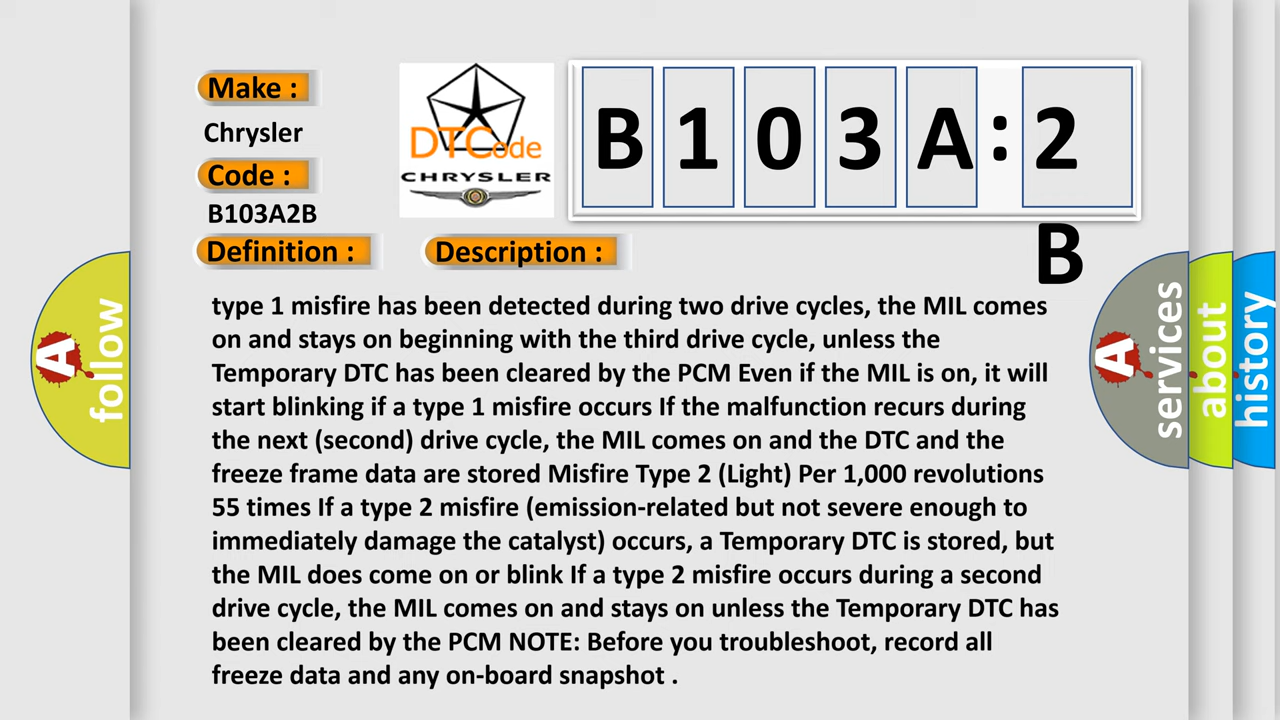 Make :
Chrysler
Code :
B103A2B
Definition :
Description :
DTCode
CHRYSLER
B 1 0 3 A : 2
B
type 1 misfire has been detected during two drive cycles, the MIL comes
on and stays on beginning with the third drive cycle, unless the
Temporary DTC has been cleared by the PCM Even if the MIL is on, it will
start blinking if a type 1 misfire occurs If the malfunction recurs during
the next (second) drive cycle, the MIL comes on and the DTC and the
freeze frame data are stored Misfire Type 2 (Light) Per 1,000 revolutions
55 times If a type 2 misfire (emission-related but not severe enough to
immediately damage the catalyst) occurs, a Temporary DTC is stored, but
the MIL does come on or blink If a type 2 misfire occurs during a second
drive cycle, the MIL comes on and stays on unless the Temporary DTC has
been cleared by the PCM NOTE: Before you troubleshoot, record all
freeze data and any on-board snapshot .
A
follow
A
services
about
history